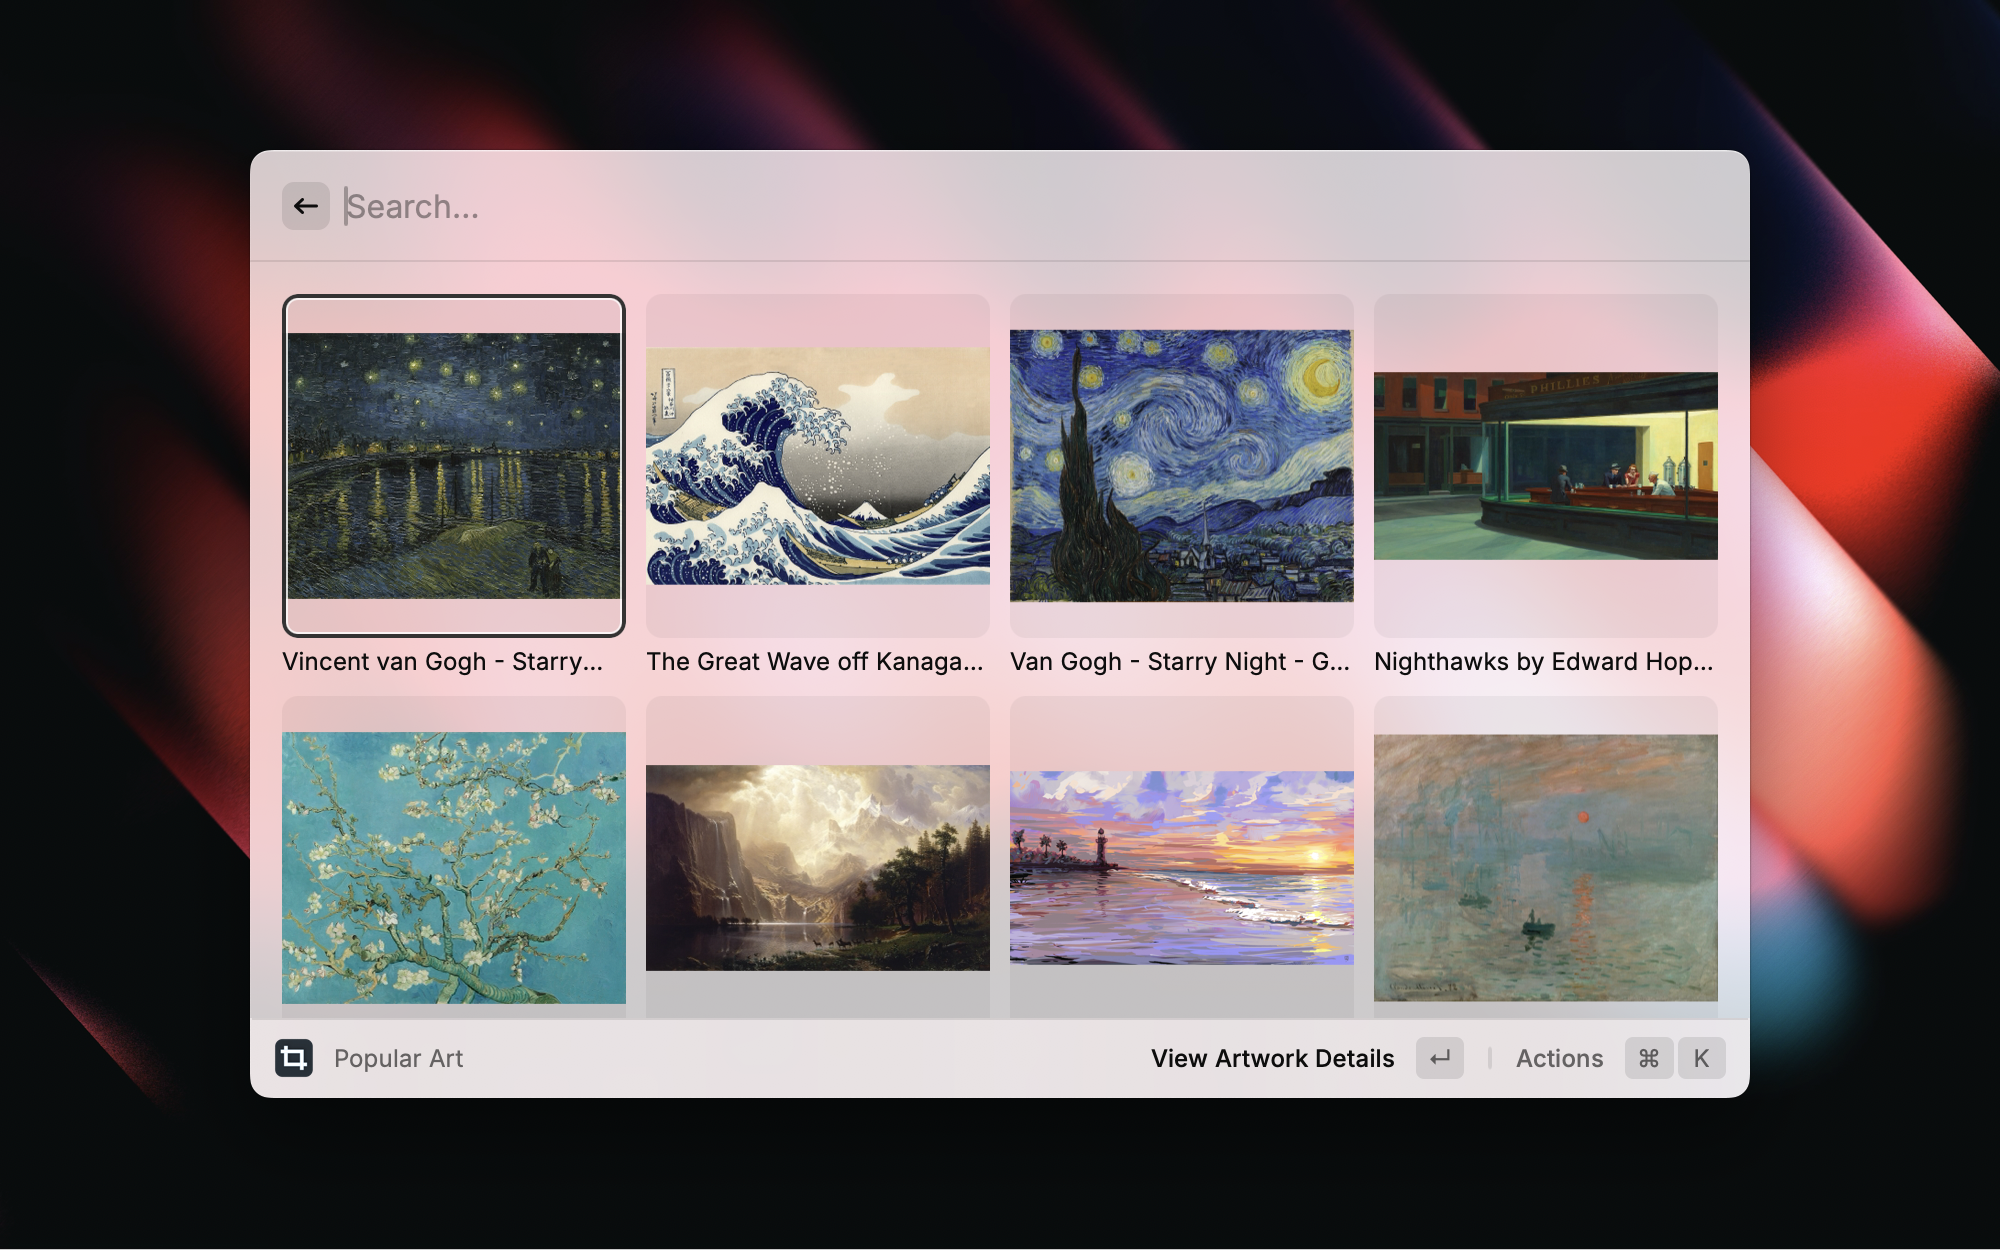 Search...
PHILLIES
Vincent van Gogh - Starry...
The Great Wave off Kanaga...
Van Gogh - Starry Night - G...
Nighthawks by Edward Hop...
Popular Art
View Artwork Details
Actions
⌘
K